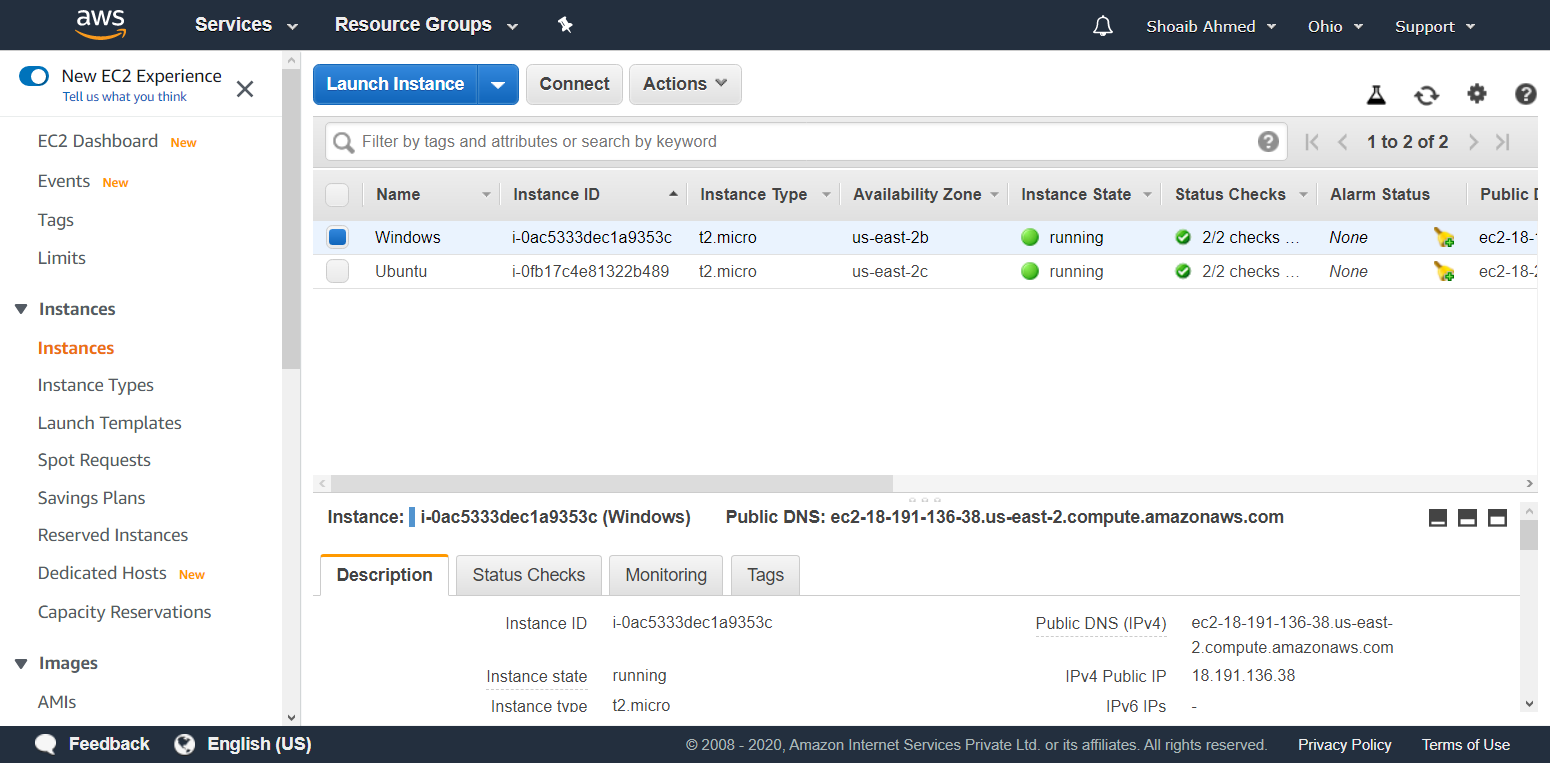 aws Services Resource Groups Shoaib Ahmed Ohio Support
New EC2 Experience
Tell us what you think
EC2 Dashboard New
Events New
Tags
Limits
Instances
Instances
Instance Types
Launch Templates
Spot Requests
Savings Plans
Reserved Instances
Dedicated Hosts New
Capacity Reservations
Images
AMIs
Launch Instance Connect Actions
Filter by tags and attributes or search by keyword 1 to 2 of 2
Name Instance ID Instance Type Availability Zone Instance State Status Checks Alarm Status Public D
Windows i-0ac5333dec1a9353c t2.micro us-east-2b running 2/2 checks ... None ec2-18-1
Ubuntu i-0fb17c4e81322b489 t2.micro us-east-2c running 2/2 checks ... None ec2-18-2
Instance: i-0ac5333dec1a9353c (Windows) Public DNS: ec2-18-191-136-38.us-east-2.compute.amazonaws.com
Description Status Checks Monitoring Tags
Instance ID i-0ac5333dec1a9353c Public DNS (IPv4) ec2-18-191-136-38.us-east-
2.compute.amazonaws.com
Instance state running IPv4 Public IP 18.191.136.38
Instance type t2.micro IPv6 IPs -
Feedback English (US) © 2008 - 2020, Amazon Internet Services Private Ltd. or its affiliates. All rights reserved. Privacy Policy Terms of Use